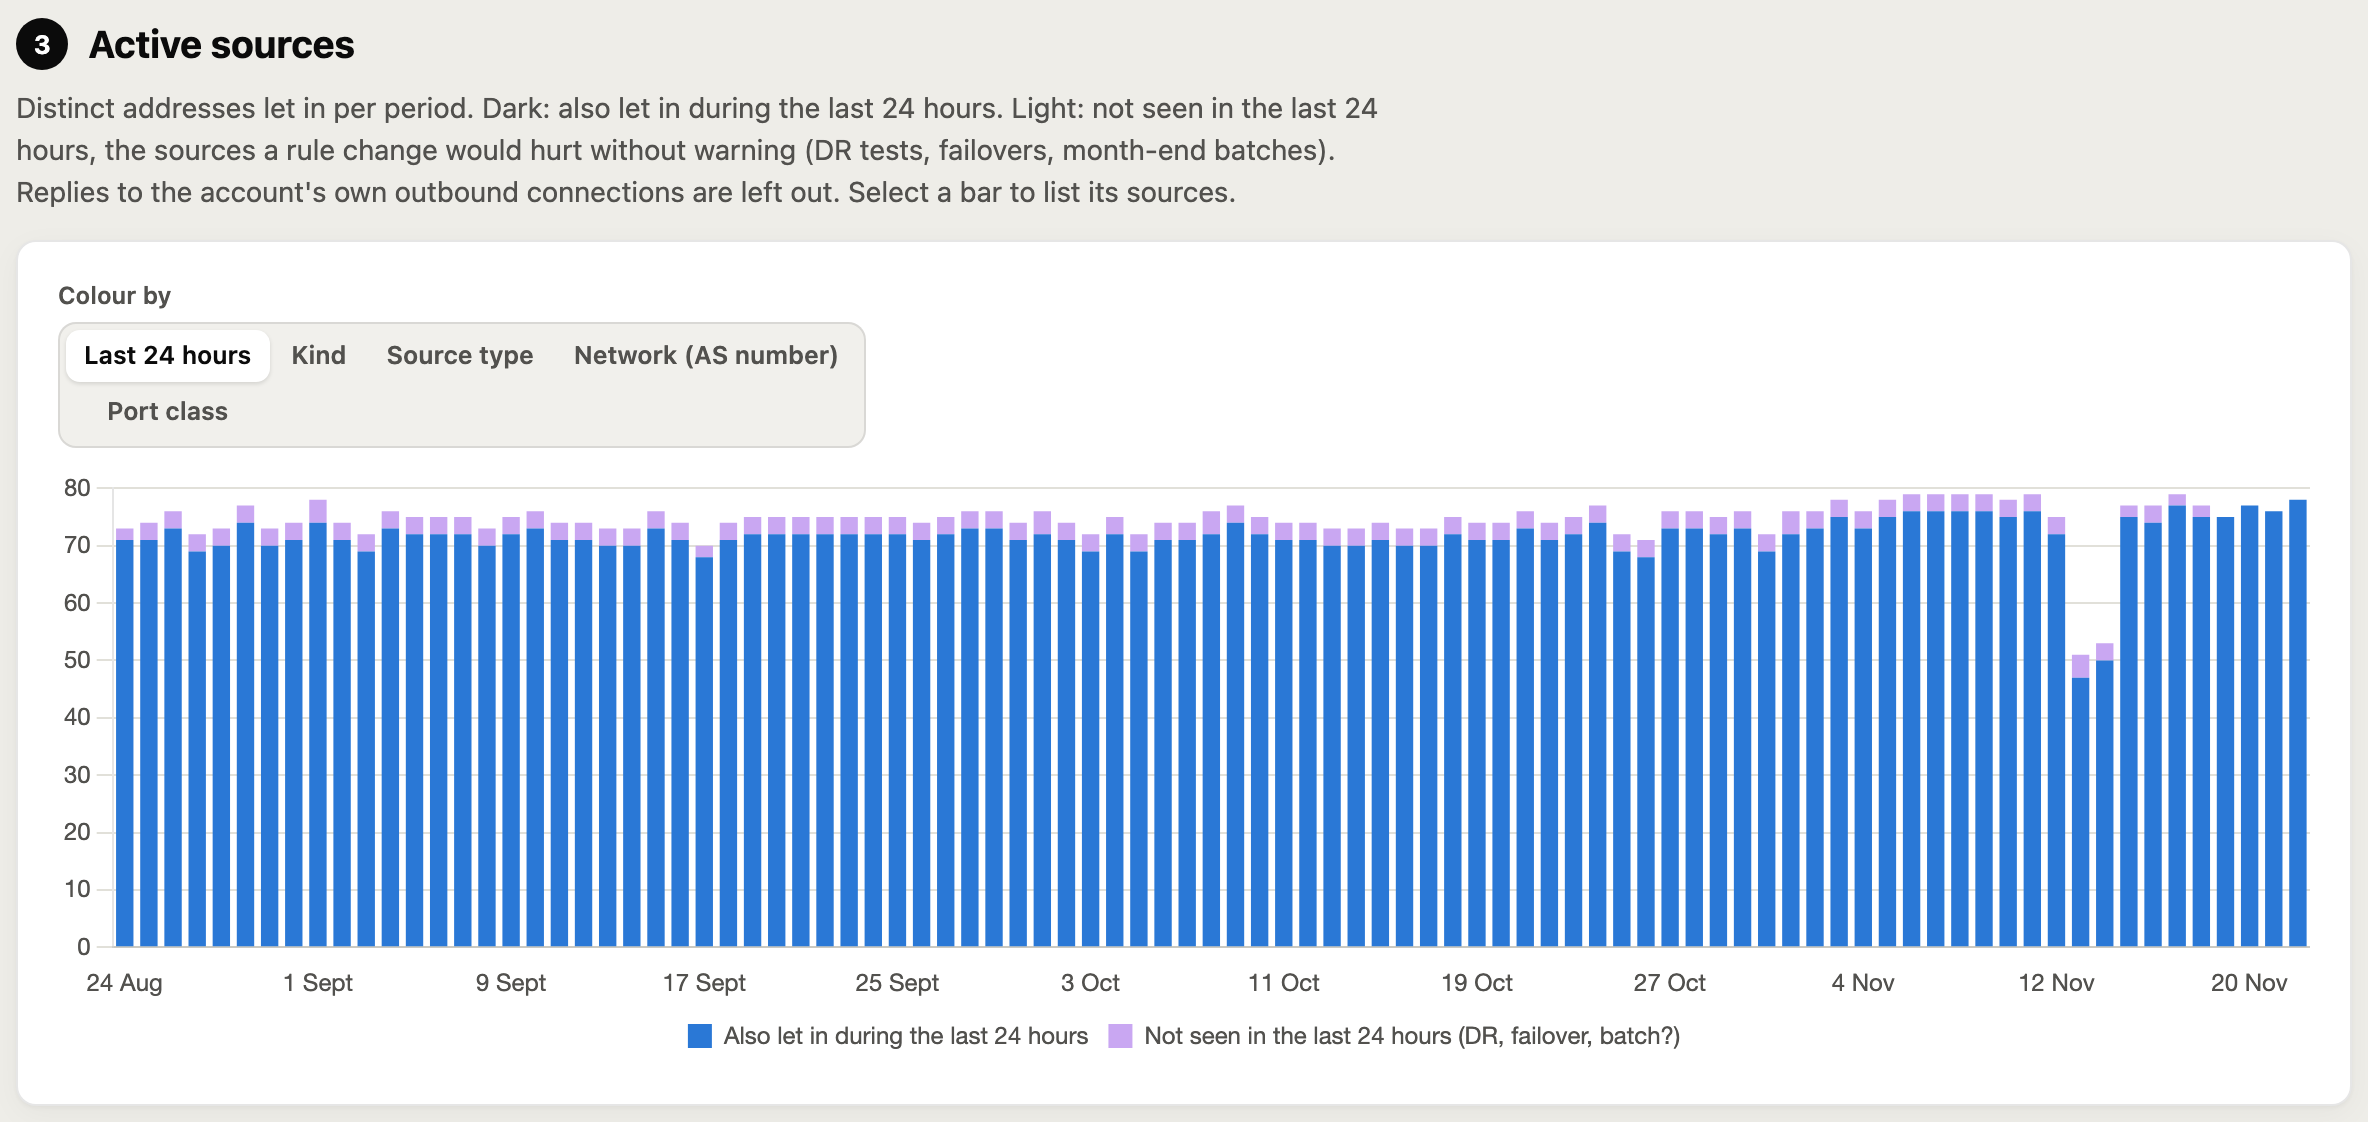 3 Active sources
Distinct addresses let in per period. Dark: also let in during the last 24 hours. Light: not seen in the last 24
hours, the sources a rule change would hurt without warning (DR tests, failovers, month-end batches).
Replies to the account's own outbound connections are left out. Select a bar to list its sources.
Colour by
Last 24 hours Kind Source type Network (AS number)
Port class
80
70
60
50
40
30
20
10
0
24 Aug 1 Sept 9 Sept 17 Sept 25 Sept 3 Oct 11 Oct 19 Oct 27 Oct 4 Nov 12 Nov 20 Nov
Also let in during the last 24 hours Not seen in the last 24 hours (DR, failover, batch?)